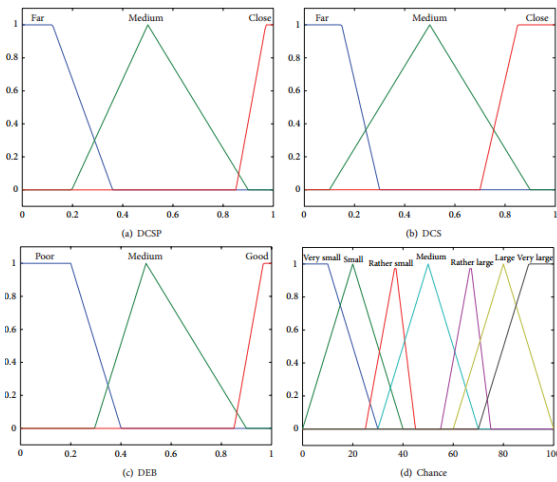 Far Medium Close
1
0.8
0.6
0.4
0.2
0
0 0.2 0.4 0.6 0.8 1
(a) DCSP
Far Medium Close
1
0.8
0.6
0.4
0.2
0
0 0.2 0.4 0.6 0.8 1
(b) DCS
Poor Medium Good
1
0.8
0.6
0.4
0.2
0
0 0.2 0.4 0.6 0.8 1
(c) DEB
Very small Small Rather small Medium Rather large Large Very large
1
0.8
0.6
0.4
0.2
0
0 20 40 60 80 100
(d) Chance